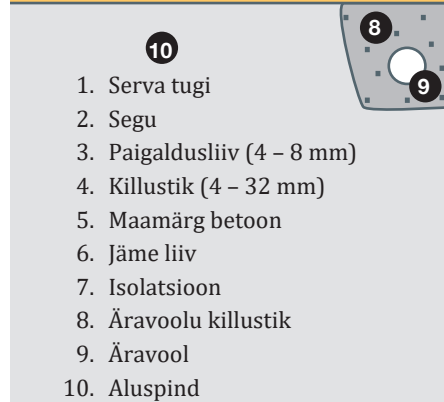 8
10
9
1. Serva tugi
2. Segu
3. Paigaldusliiv (4 – 8 mm)
4. Killustik (4 – 32 mm)
5. Maamärg betoon
6. Jäme liiv
7. Isolatsioon
8. Äravoolu killustik
9. Äravool
10. Aluspind